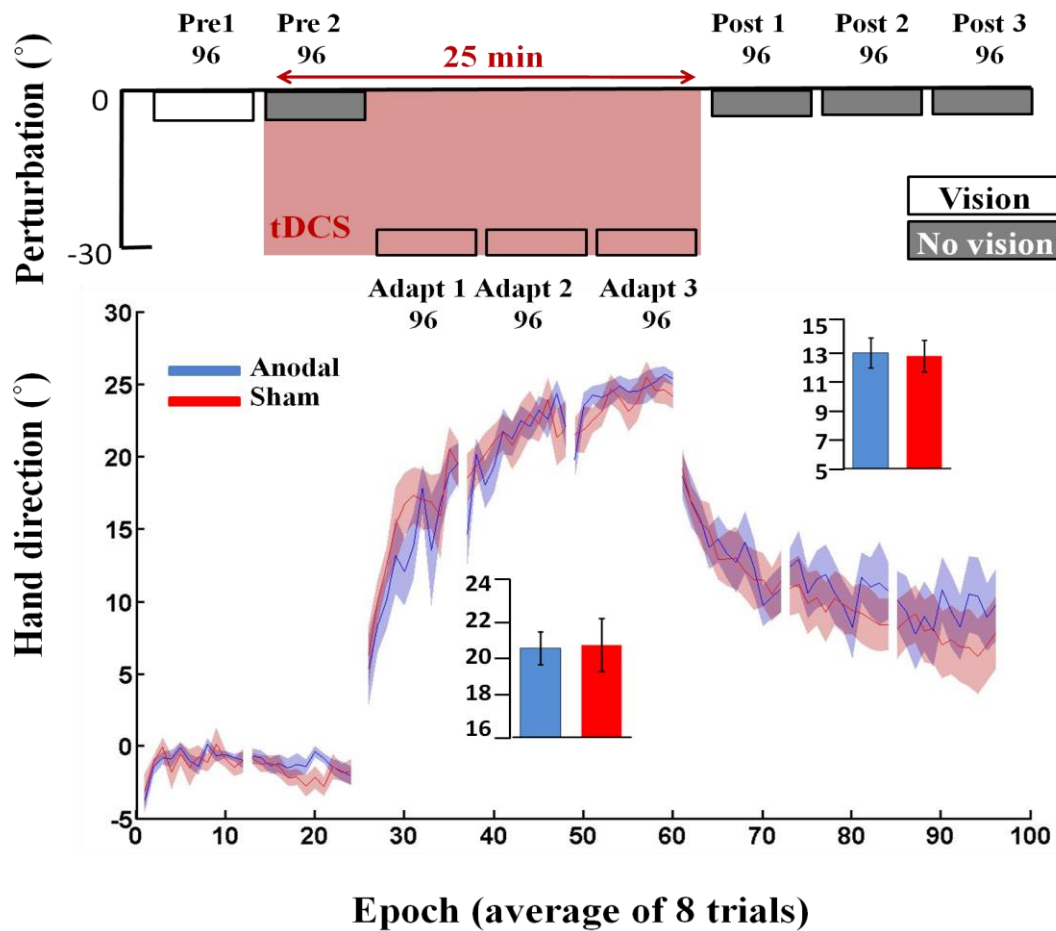 Pre1 Pre 2 Post 1 Post 2 Post 3
96 96 96 96 96
25 min
0
Perturbation (°)
tDCS
-30
Vision
No vision
Adapt 1 Adapt 2 Adapt 3
96 96 96
Hand direction (°)
30
25
20
15
10
5
0
-5
Anodal
Sham
15
13
11
9
7
5
24
22
20
18
16
0 10 20 30 40 50 60 70 80 90 100
Epoch (average of 8 trials)